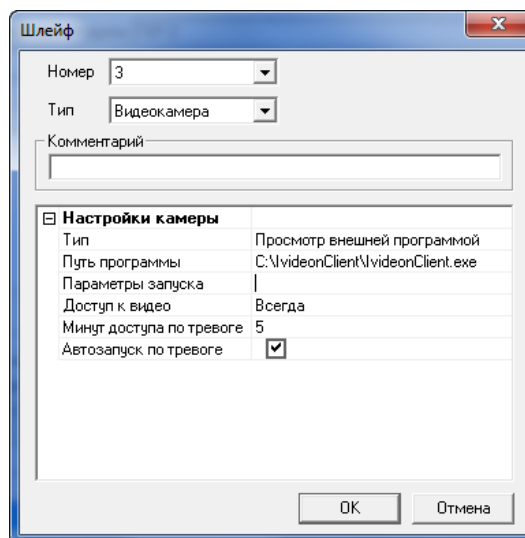 Шлейф
Номер 3
Тип Видеокамера
Комментарий
Настройки камеры
Тип Просмотр внешней программой
Путь программы C:\IvideonClient\IvideonClient.exe
Параметры запуска
Доступ к видео Всегда
Минут доступа по тревоге 5
Автозапуск по тревоге
OK Отмена